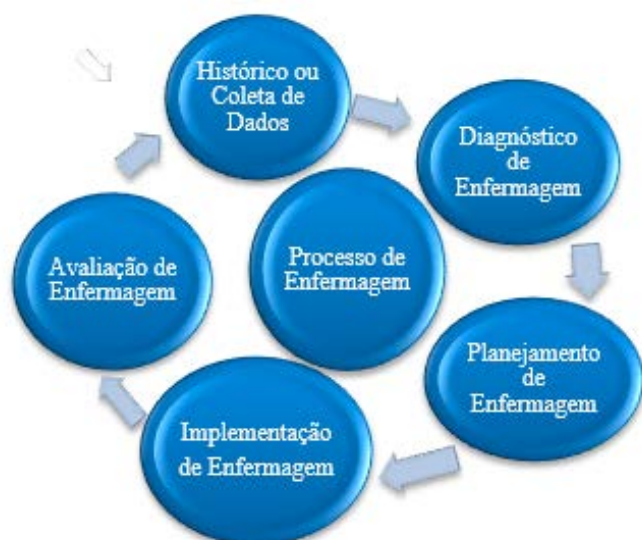 Histórico ou
Coleta de
Dados
Diagnóstico
de
Enfermagem
Processo de
Enfermagem
Avaliação de
Enfermagem
Planejamento
de
Enfermagem
Implementação
de Enfermagem